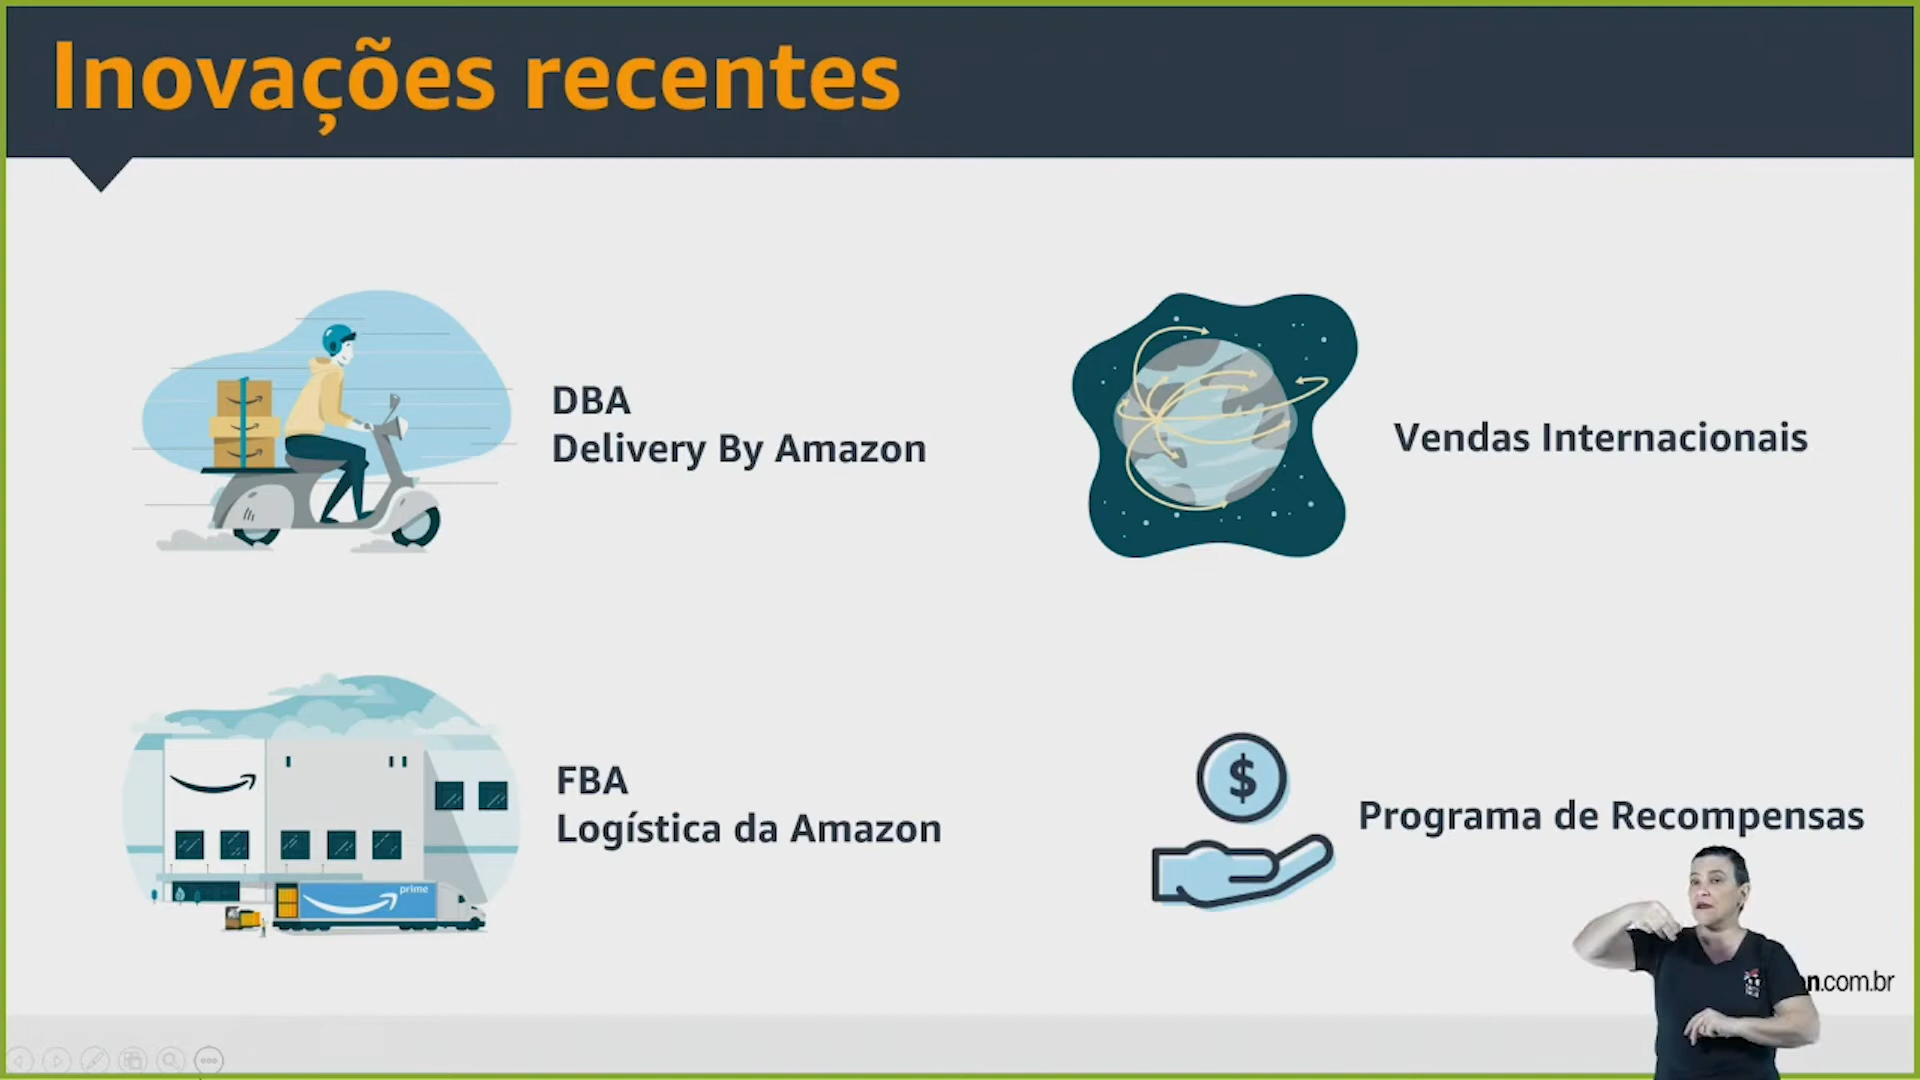 Inovações recentes
DBA
Delivery By Amazon
Vendas Internacionais
FBA
Logística da Amazon
$
Programa de Recompensas
prime
n.com.br